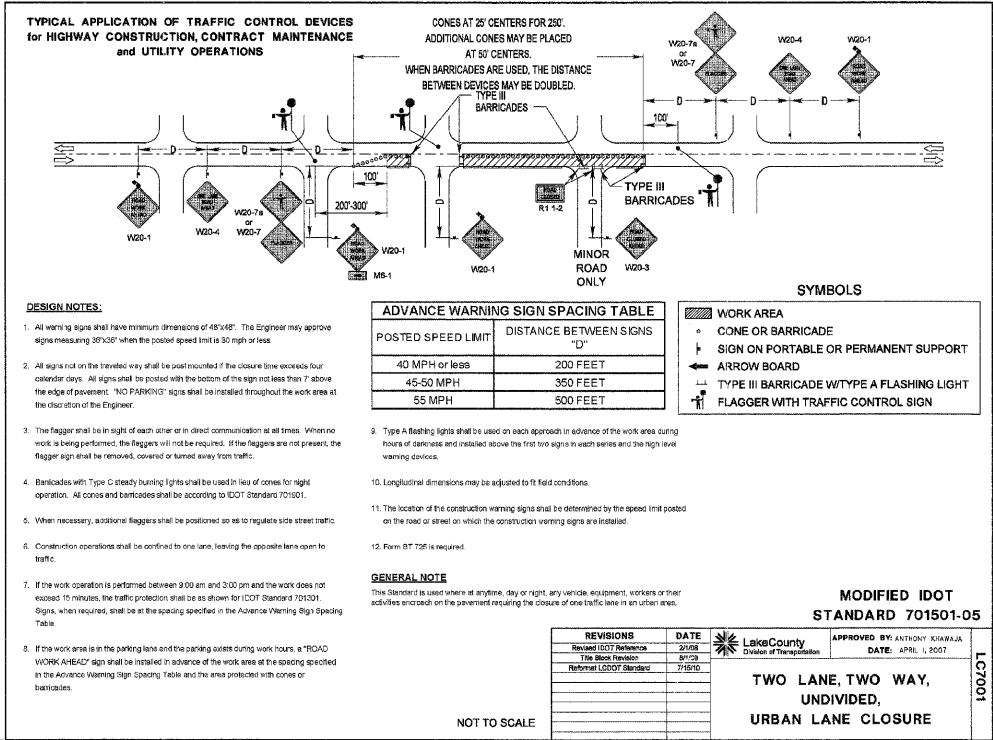 TYPICAL APPLICATION OF TRAFFIC CONTROL DEVICES
for HIGHWAY CONSTRUCTION, CONTRACT MAINTENANCE
and UTILITY OPERATIONS
CONES AT 25' CENTERS FOR 250'.
ADDITIONAL CONES MAY BE PLACED
AT 50' CENTERS.
WHEN BARRICADES ARE USED, THE DISTANCE
BETWEEN DEVICES MAY BE DOUBLED.
TYPE III
BARRICADES
W20-7a
or
W20-7
W20-4
W20-1
FLAGGER
ONE LANE
ROAD
AHEAD
ROAD
WORK
AHEAD
D
D
D
100'
D
D
D
100'
200'-300'
D
D
D
ROAD
WORK
AHEAD
W20-1
ONE LANE
ROAD
AHEAD
W20-4
W20-7a
or
W20-7
FLAGGER
ROAD
WORK
AHEAD
W20-1
M6-1
ROAD
WORK
AHEAD
W20-1
ROAD
CLOSED
R11-2
TYPE III
BARRICADES
MINOR
ROAD
ONLY
ROAD
CLOSED
AHEAD
W20-3
DESIGN NOTES:
1. All warning signs shall have minimum dimensions of 48"x48". The Engineer may approve
signs measuring 36"x36" when the posted speed limit is 30 mph or less.
2. All signs not on the traveled way shall be post mounted if the closure time exceeds four
calendar days. All signs shall be posted with the bottom of the sign not less than 7' above
the edge of pavement. "NO PARKING" signs shall be installed throughout the work area at
the discretion of the Engineer.
3. The flagger shall be in sight of each other or in direct communication at all times. When no
work is being performed, the flaggers will not be required. If the flaggers are not present, the
flagger sign shall be removed, covered or turned away from traffic.
4. Barricades with Type C steady burning lights shall be used in lieu of cones for night
operation. All cones and barricades shall be according to IDOT Standard 701901.
5. When necessary, additional flaggers shall be positioned so as to regulate side street traffic.
6. Construction operations shall be confined to one lane, leaving the opposite lane open to
traffic.
7. If the work operation is performed between 9:00 am and 3:00 pm and the work does not
exceed 15 minutes, the traffic protection shall be as shown for IDOT Standard 701301.
Signs, when required, shall be at the spacing specified in the Advance Warning Sign Spacing
Table.
8. If the work area is in the parking lane and the parking exists during work hours, a "ROAD
WORK AHEAD" sign shall be installed in advance of the work area at the spacing specified
in the Advance Warning Sign Spacing Table and the area protected with cones or
barricades.
ADVANCE WARNING SIGN SPACING TABLE
POSTED SPEED LIMIT
DISTANCE BETWEEN SIGNS
"D"
40 MPH or less 200 FEET
45-50 MPH 350 FEET
55 MPH 500 FEET
9. Type A flashing lights shall be used on each approach in advance of the work area during
hours of darkness and installed above the first two signs in each series and the high level
warning devices.
10. Longitudinal dimensions may be adjusted to fit field conditions.
11. The location of the construction warning signs shall be determined by the speed limit posted
on the road or street on which the construction warning signs are installed.
12. Form BT 725 is required.
GENERAL NOTE
This Standard is used where at anytime, day or night, any vehicle, equipment, workers or their
activities encroach on the pavement requiring the closure of one traffic lane in an urban area.
SYMBOLS
WORK AREA
CONE OR BARRICADE
SIGN ON PORTABLE OR PERMANENT SUPPORT
ARROW BOARD
TYPE III BARRICADE W/TYPE A FLASHING LIGHT
FLAGGER WITH TRAFFIC CONTROL SIGN
MODIFIED IDOT
STANDARD 701501-05
NOT TO SCALE
REVISIONS DATE
Revised IDOT Reference 2/1/08
Title Block Revision
Reformat LCDOT Standard 7/15/10
LakeCounty
Division of Transportation
APPROVED BY: ANTHONY KHAWAJA
DATE: APRIL 1, 2007
TWO LANE, TWO WAY,
UNDIVIDED,
URBAN LANE CLOSURE
LC7001